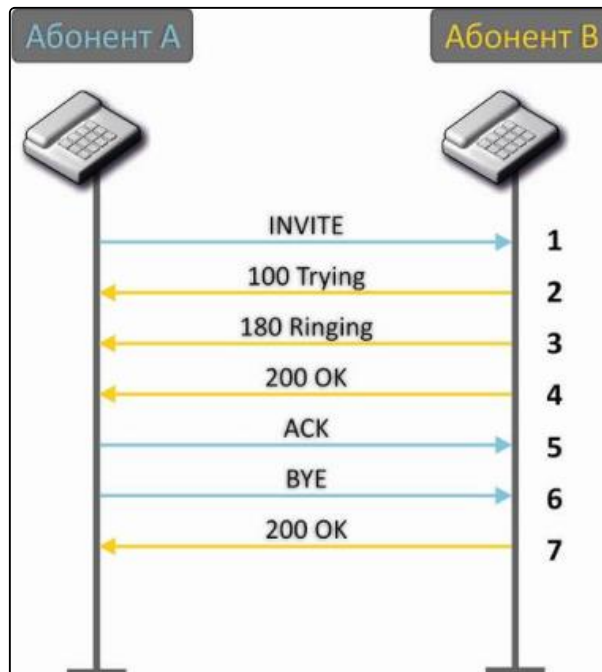 Абонент А
Абонент В
INVITE
1
100 Trying
2
180 Ringing
3
200 OK
4
ACK
5
BYE
6
200 OK
7